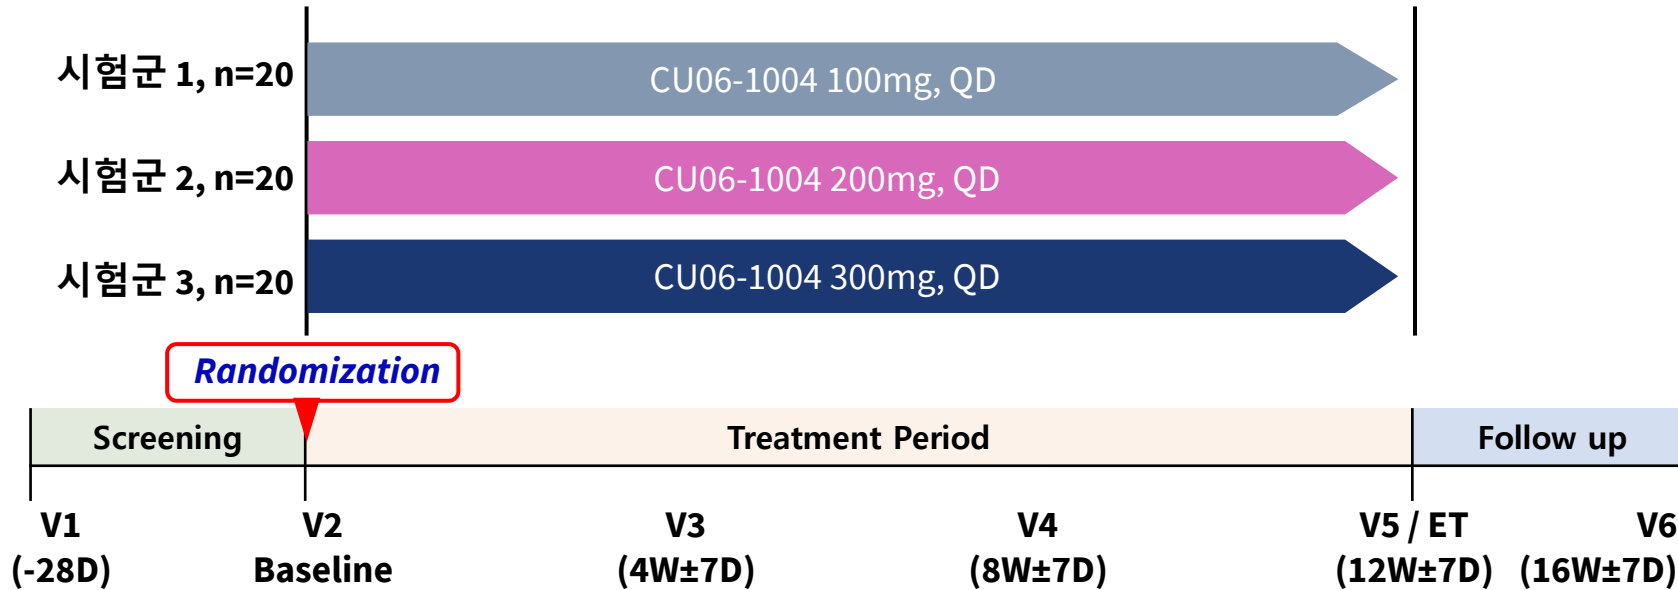 시험군 1, n=20
CU06-1004 100mg, QD
시험군 2, n=20
CU06-1004 200mg, QD
시험군 3, n=20
CU06-1004 300mg, QD
Randomization
Screening
Treatment Period
Follow up
V1
(-28D)
V2
Baseline
V3
(4W±7D)
V4
(8W±7D)
V5 / ET
(12W±7D)
V6
(16W±7D)